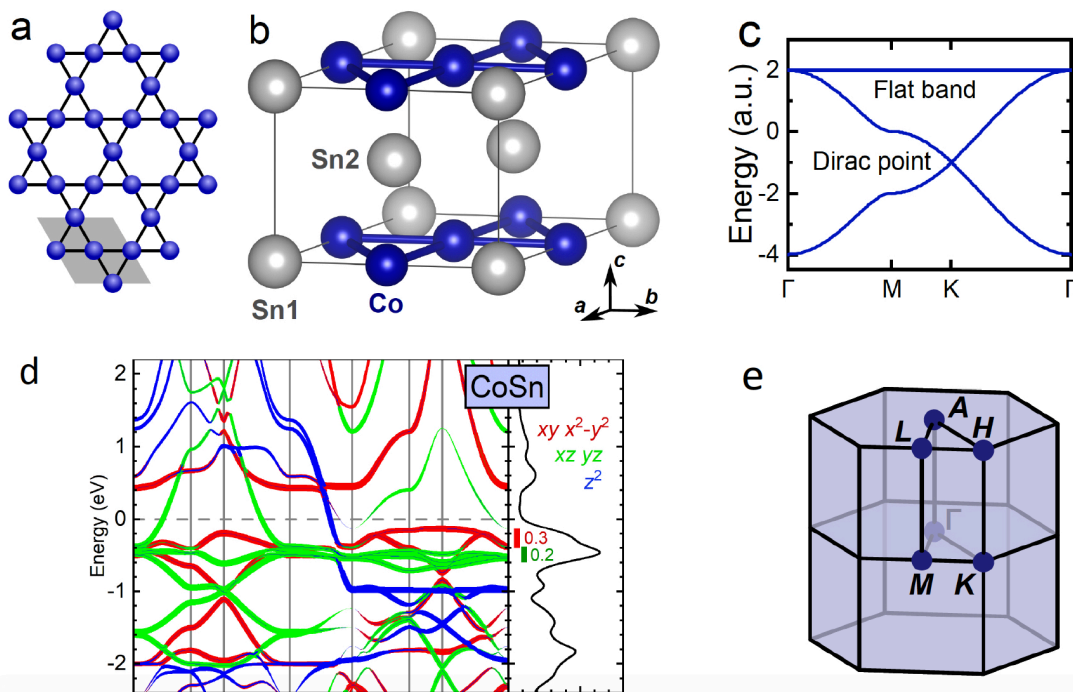 a
b
Sn2
Sn1
Co
c
a
b
c
Energy (a.u.)
2
0
-2
-4
Flat band
Dirac point
Γ
M
K
Γ
d
Energy (eV)
2
1
0
-1
-2
CoSn
xy x²-y²
xz yz
z²
0.3
0.2
e
A
L
H
Γ
M
K